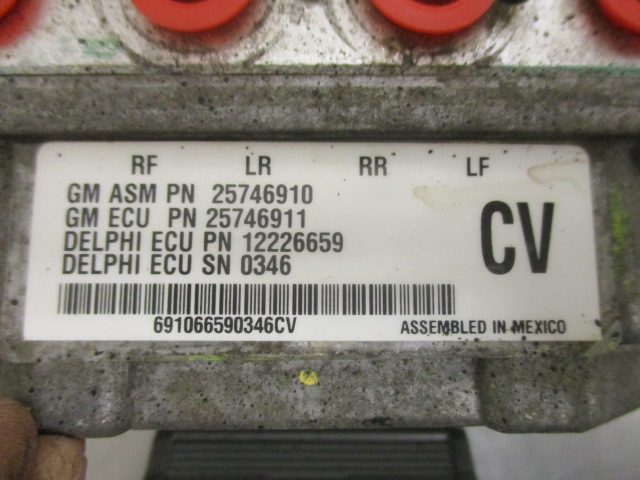 RF LR RR LF
GM ASM PN 25746910
GM ECU PN 25746911
DELPHI ECU PN 12226659
DELPHI ECU SN 0346
CV
691066590346CV
ASSEMBLED IN MEXICO